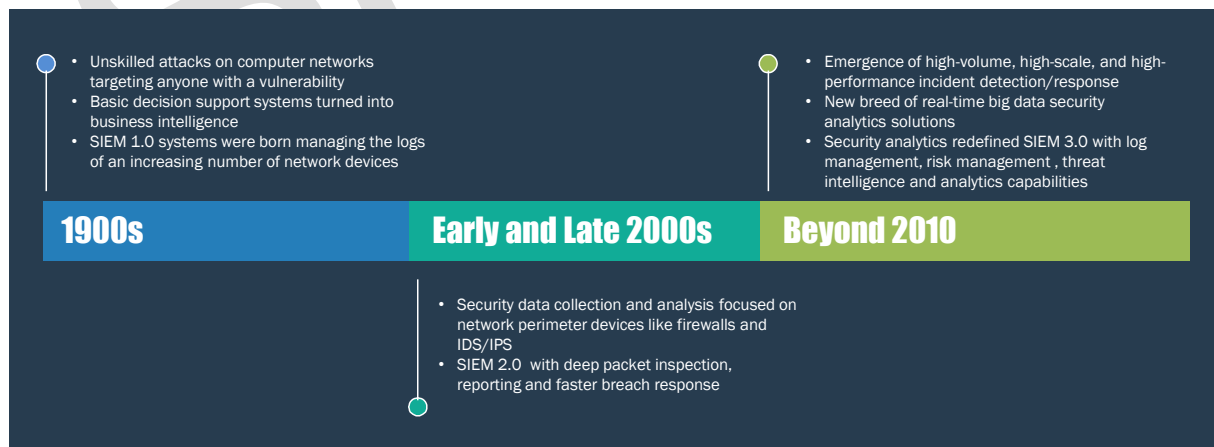 • Unskilled attacks on computer networks
targeting anyone with a vulnerability
• Basic decision support systems turned into
business intelligence
• SIEM 1.0 systems were born managing the logs
of an increasing number of network devices
• Emergence of high-volume, high-scale, and high-
performance incident detection/response
• New breed of real-time big data security
analytics solutions
• Security analytics redefined SIEM 3.0 with log
management, risk management , threat
intelligence and analytics capabilities
1900s
Early and Late 2000s
Beyond 2010
• Security data collection and analysis focused on
network perimeter devices like firewalls and
IDS/IPS
• SIEM 2.0  with deep packet inspection,
reporting and faster breach response